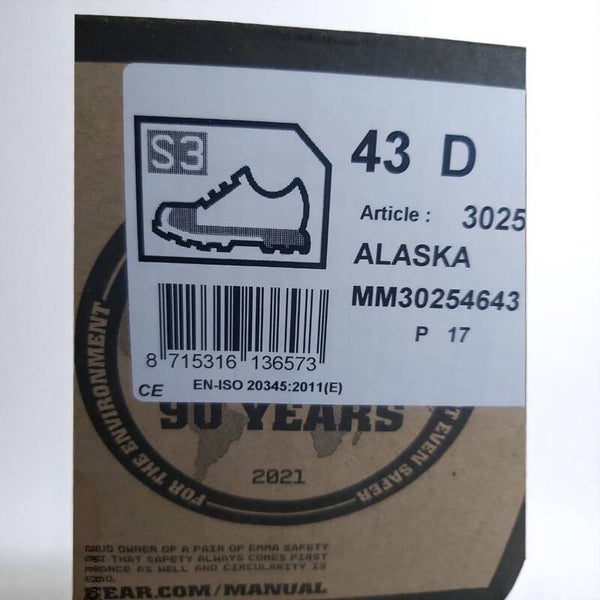 S3
43 D
Article : 3025
ALASKA
MM30254643
P 17
8 715316 136573
CE EN-ISO 20345:2011(E)
90 YEARS
2021
FOR THE ENVIRONMENT
EVEN SAFER
OWNER OF A PAIR OF EMMA SAFETY
THAT SAFETY ALWAYS COMES FIRST
AS WELL AND CIRCULARITY IS
EAR.COM/MANUAL